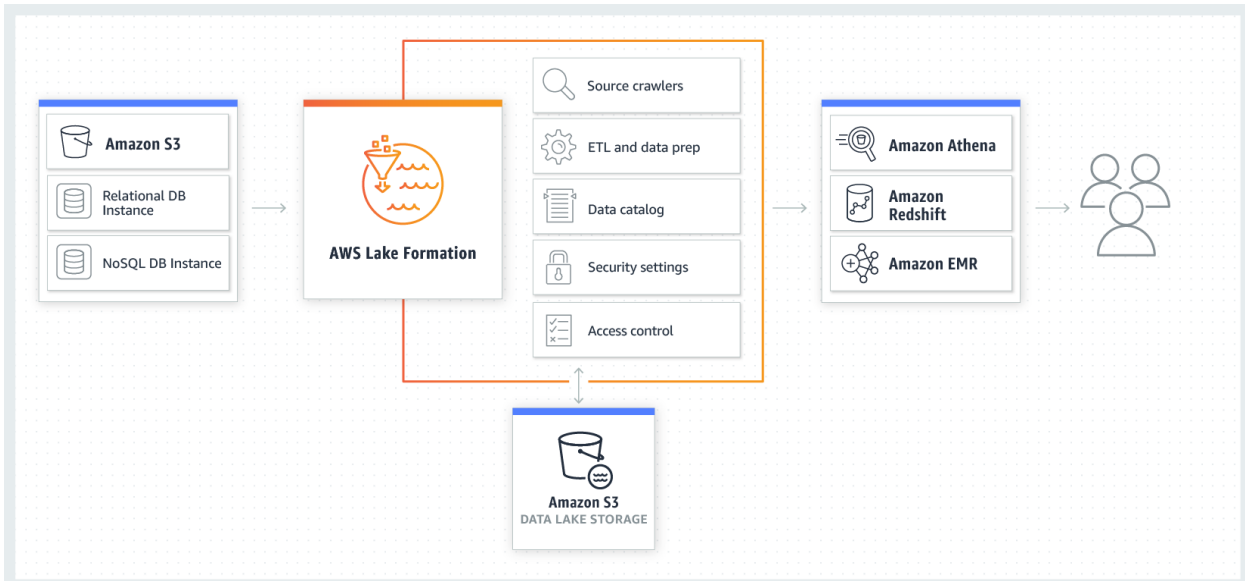 Amazon S3
Relational DB
Instance
NoSQL DB Instance
AWS Lake Formation
Source crawlers
ETL and data prep
Data catalog
Security settings
Access control
Amazon S3
DATA LAKE STORAGE
Amazon Athena
Amazon
Redshift
Amazon EMR